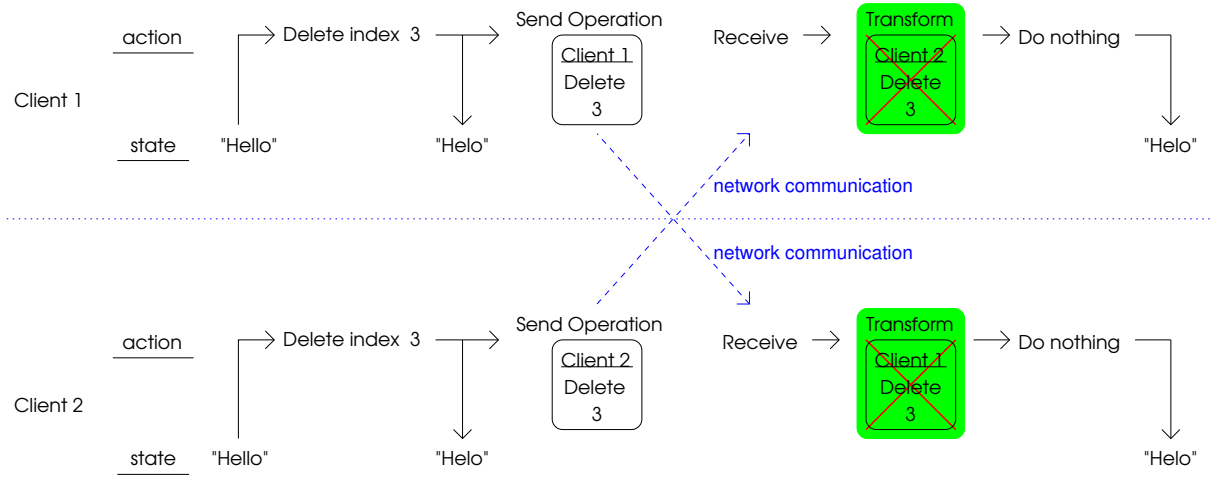 Send Operation
Transform
action
Delete index 3
Receive
Do nothing
Client 1
Client 2
Delete
Delete
Client 1
3
3
state
"Hello"
"Helo"
"Helo"
network communication
network communication
Send Operation
Transform
action
Delete index 3
Receive
Do nothing
Client 2
Client 1
Delete
Delete
Client 2
3
3
state
"Hello"
"Helo"
"Helo"